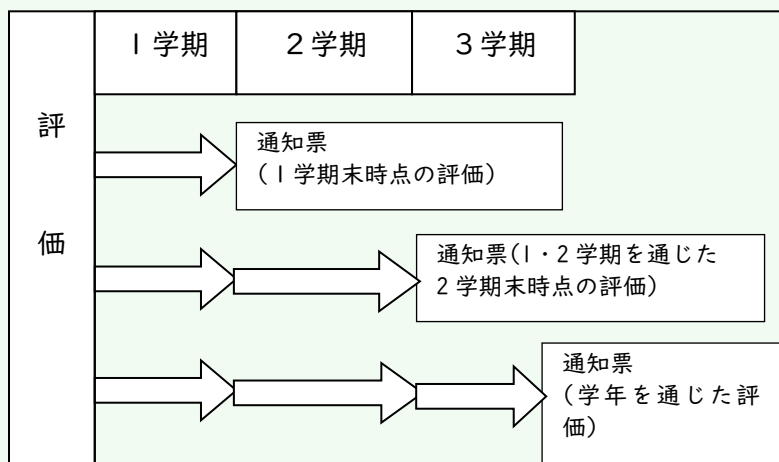 1学期
2学期
3学期
評
価
通知票
(1学期末時点の評価)
通知票(1・2学期を通じた
2学期末時点の評価)
通知票
(学年を通じた評
価)